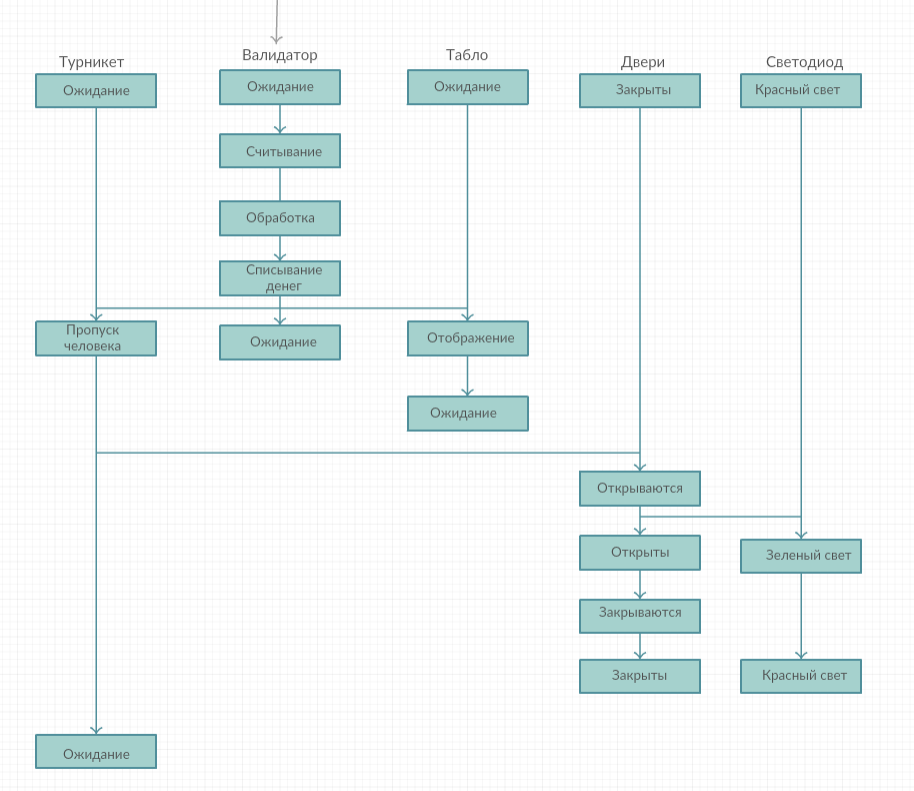 Турникет
Валидатор
Табло
Двери
Светодиод
Ожидание
Ожидание
Ожидание
Закрыты
Красный свет
Считывание
Обработка
Списывание
денег
Пропуск
человека
Ожидание
Отображение
Ожидание
Открываются
Открыты
Зеленый свет
Закрываются
Закрыты
Красный свет
Ожидание